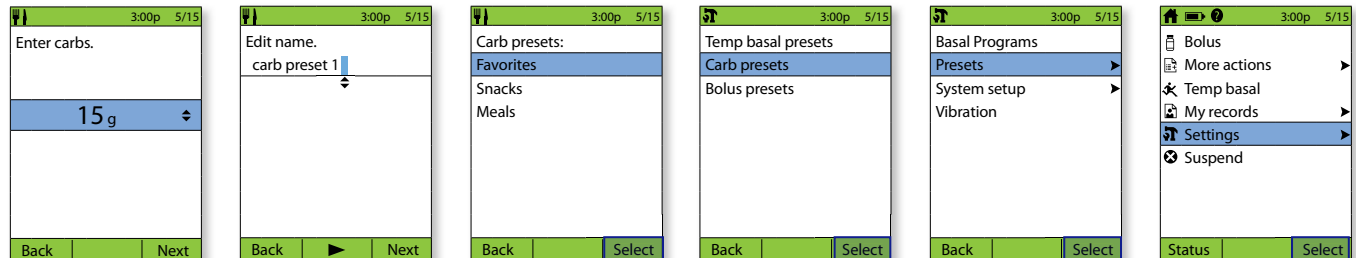 3:00p 5/15
Enter carbs.
15 g
Back Next
3:00p 5/15
Edit name.
carb preset 1
Back Next
3:00p 5/15
Carb presets:
Favorites
Snacks
Meals
Back Select
3:00p 5/15
Temp basal presets
Carb presets
Bolus presets
Back Select
3:00p 5/15
Basal Programs
Presets
System setup
Vibration
Back Select
3:00p 5/15
Bolus
More actions
Temp basal
My records
Settings
Suspend
Status Select